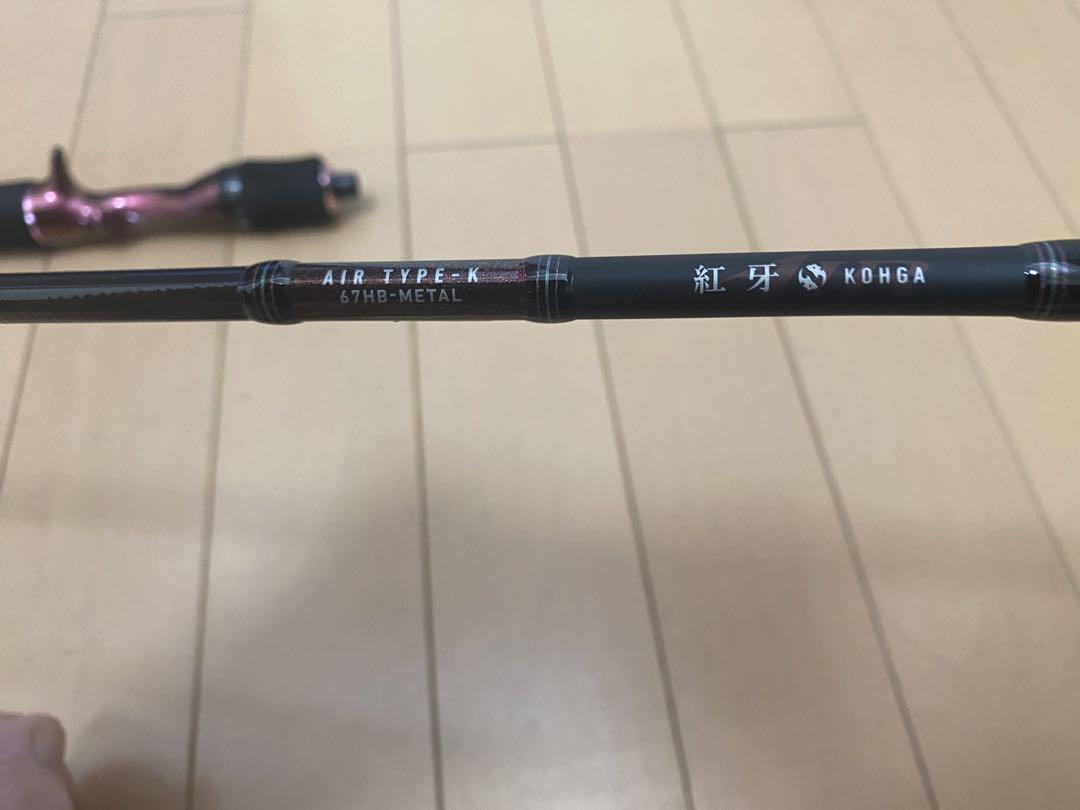 AIR TYPE-K
67HB-METAL
紅牙 KOHGA